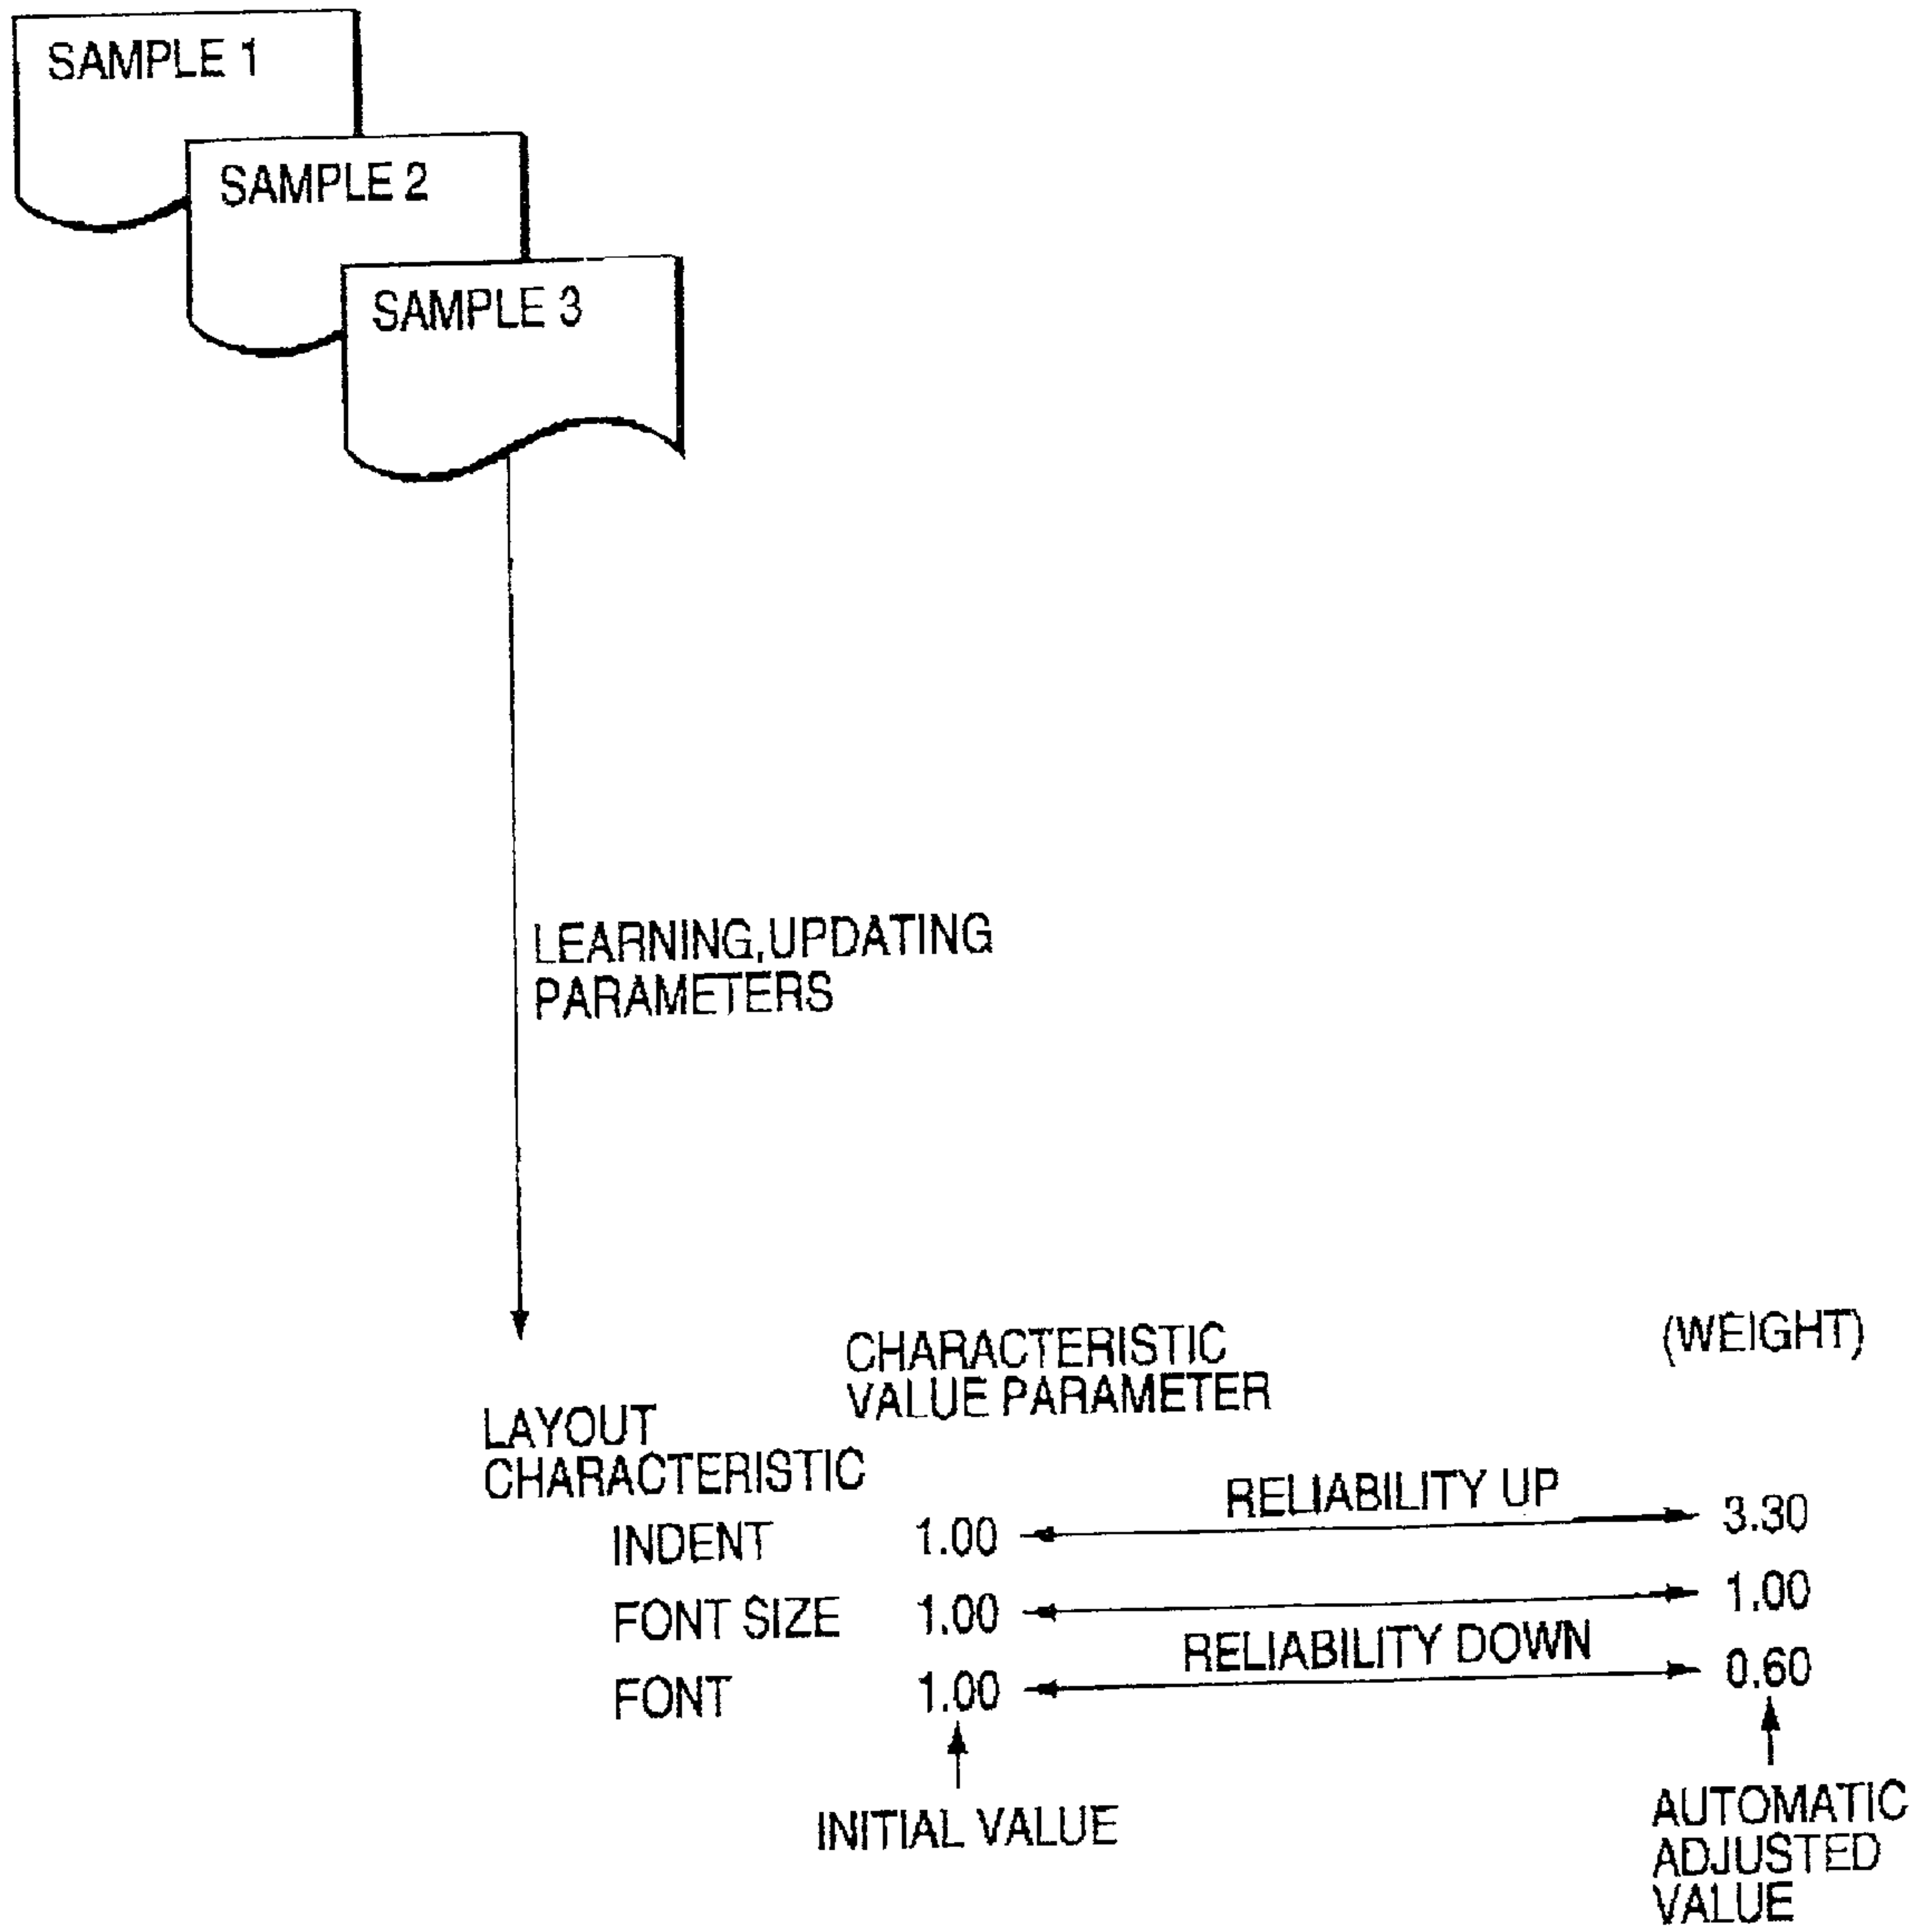 SAMPLE 1
SAMPLE 2
SAMPLE 3
LEARNING,UPDATING
PARAMETERS
CHARACTERISTIC
VALUE PARAMETER
(WEIGHT)
LAYOUT
CHARACTERISTIC
INDENT 1.00 RELIABILITY UP 3.30
FONT SIZE 1.00 1.00
RELIABILITY DOWN
FONT 1.00 0.60
INITIAL VALUE
AUTOMATIC
ADJUSTED
VALUE